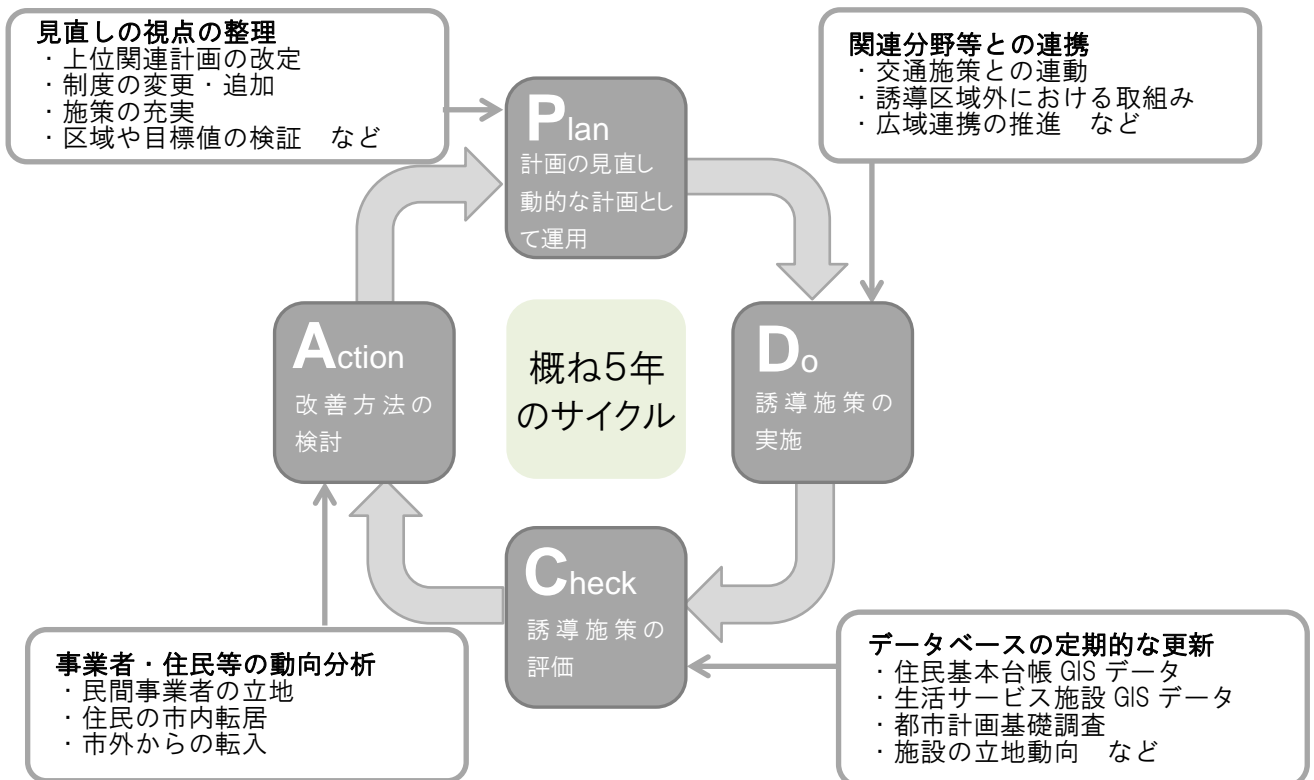 見直しの視点の整理
・上位関連計画の改定
・制度の変更・追加
・施策の充実
・区域や目標値の検証　など
関連分野等との連携
・交通施策との連動
・誘導区域外における取組み
・広域連携の推進　など
Plan
計画の見直し
動的な計画とし
て運用
Action
改善方法の
検討
概ね5年
のサイクル
Do
誘導施策の
実施
Check
誘導施策の
評価
事業者・住民等の動向分析
・民間事業者の立地
・住民の市内転居
・市外からの転入
データベースの定期的な更新
・住民基本台帳 GIS データ
・生活サービス施設 GIS データ
・都市計画基礎調査
・施設の立地動向　など